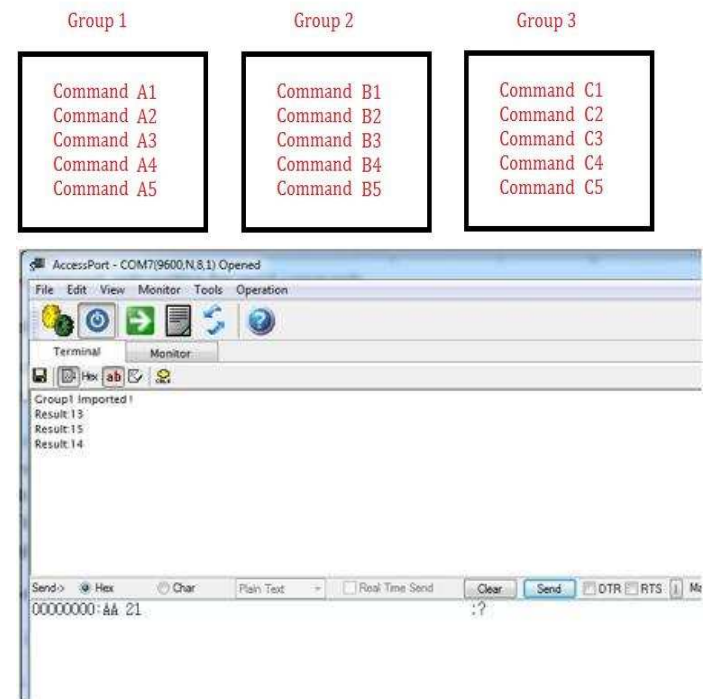 Group 1 Group 2 Group 3
Command A1 Command B1 Command C1
Command A2 Command B2 Command C2
Command A3 Command B3 Command C3
Command A4 Command B4 Command C4
Command A5 Command B5 Command C5
AccessPort - COM7(9600,N,8,1) Opened
File Edit View Monitor Tools Operation
Terminal Monitor
Hex ab
Group1 Imported !
Result:13
Result:15
Result:14
Send-> Hex Char Plain Text Real Time Send Clear Send DTR RTS
00000000:AA 21 :?